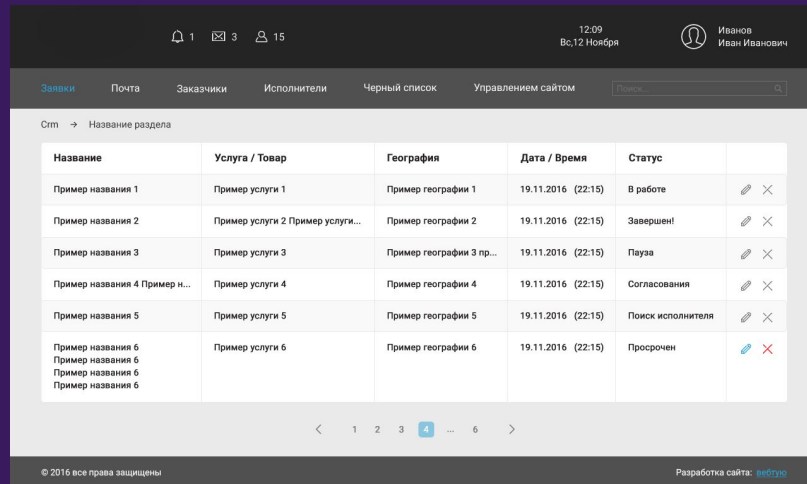 1 3 15 12:09 Иванов
Вс,12 Ноября Иван Иванович
Заявки Почта Заказчики Исполнители Черный список Управлением сайтом Поиск...
Crm → Название раздела
Название Услуга / Товар География Дата / Время Статус
Пример названия 1 Пример услуги 1 Пример географии 1 19.11.2016 (22:15) В работе
Пример названия 2 Пример услуги 2 Пример услуги... Пример географии 2 19.11.2016 (22:15) Завершен!
Пример названия 3 Пример услуги 3 Пример географии 3 пр... 19.11.2016 (22:15) Пауза
Пример названия 4 Пример н... Пример услуги 4 Пример географии 4 19.11.2016 (22:15) Согласования
Пример названия 5 Пример услуги 5 Пример географии 5 19.11.2016 (22:15) Поиск исполнителя
Пример названия 6 Пример услуги 6 Пример географии 6 19.11.2016 (22:15) Просрочен
Пример названия 6
Пример названия 6
Пример названия 6
< 1 2 3 4 ... 6 >
© 2016 все права защищены Разработка сайта: вебтую